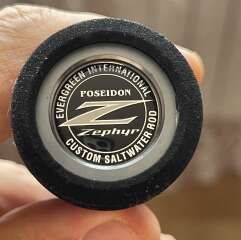 EVERGREEN INTERNATIONAL
POSEIDON
Z
Zephyr
CUSTOM SALTWATER ROD